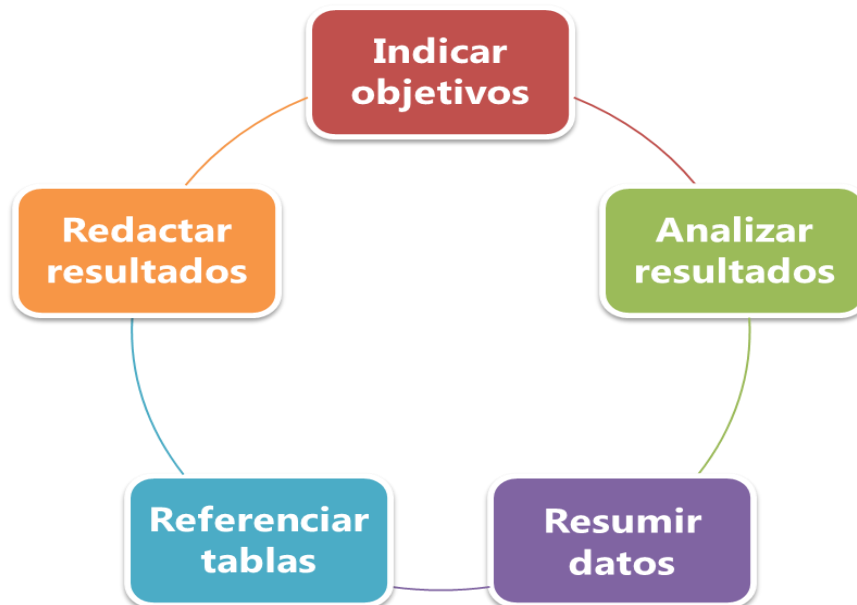 Indicar
objetivos
Analizar
resultados
Resumir
datos
Referenciar
tablas
Redactar
resultados